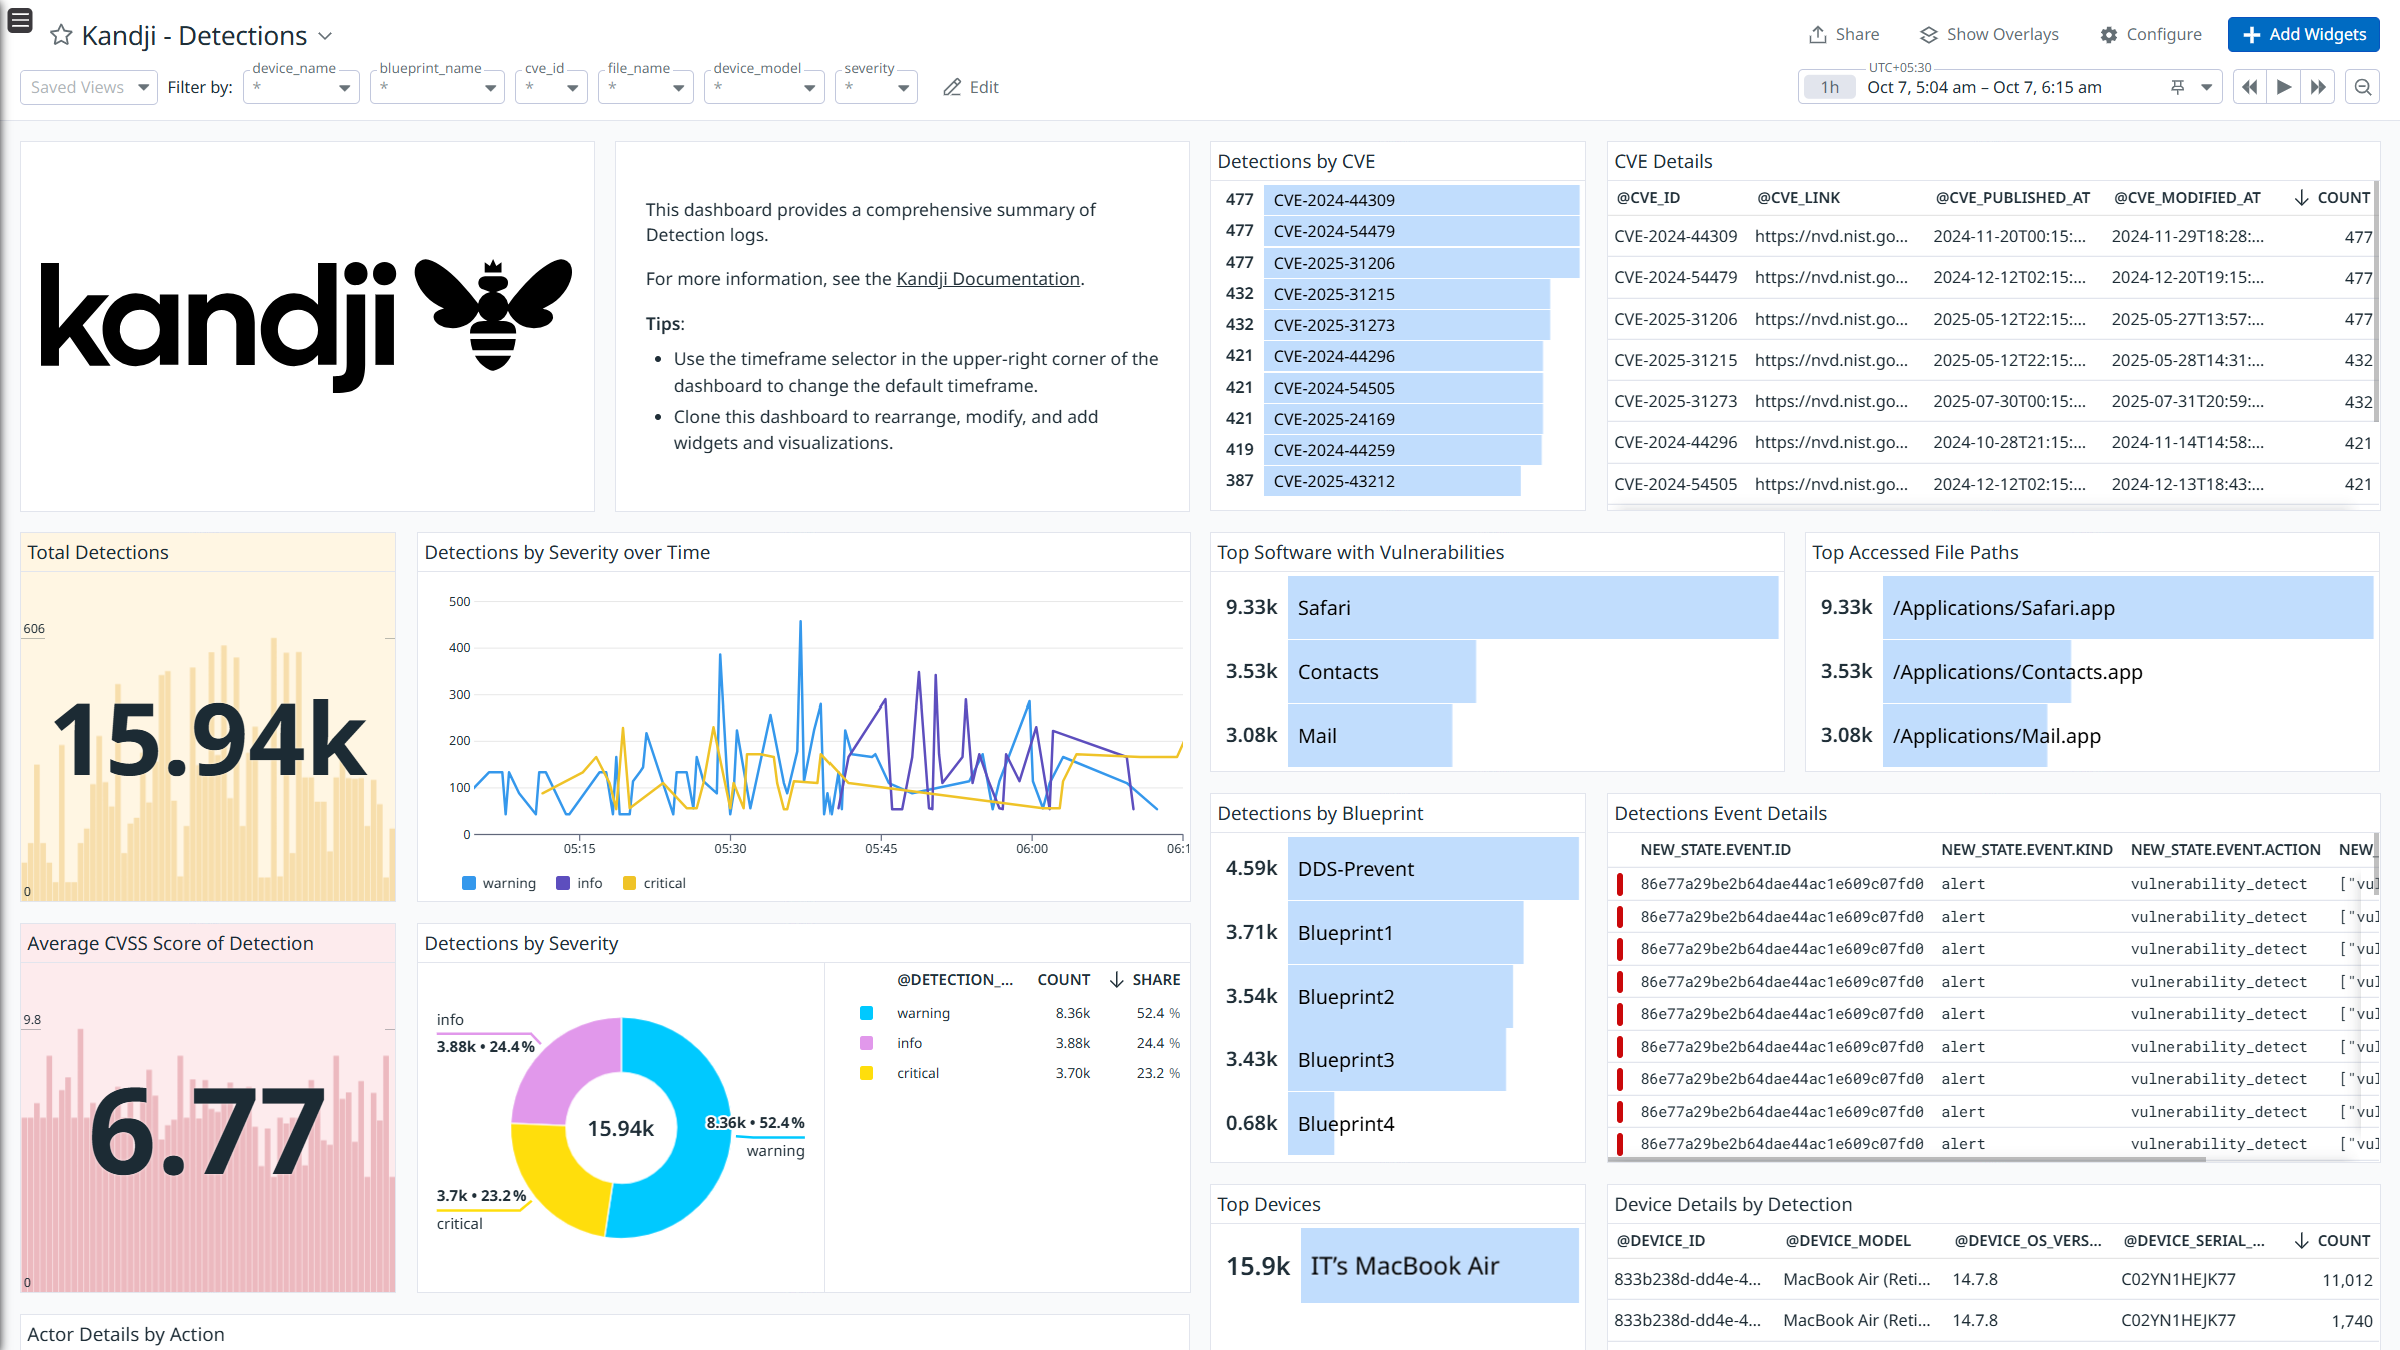 Kandji - Detections
Share
Show Overlays
Configure
Add Widgets
Saved Views
Filter by:
device_name
*
blueprint_name
*
cve_id
*
file_name
*
device_model
*
severity
*
Edit
UTC+05:30
1h
Oct 7, 5:04 am – Oct 7, 6:15 am
kandji
This dashboard provides a comprehensive summary of
Detection logs.
For more information, see the Kandji Documentation.
Tips:
• Use the timeframe selector in the upper-right corner of the
dashboard to change the default timeframe.
• Clone this dashboard to rearrange, modify, and add
widgets and visualizations.
Detections by CVE
477 CVE-2024-44309
477 CVE-2024-54479
477 CVE-2025-31206
432 CVE-2025-31215
432 CVE-2025-31273
421 CVE-2024-44296
421 CVE-2024-54505
421 CVE-2025-24169
419 CVE-2024-44259
387 CVE-2025-43212
CVE Details
@CVE_ID @CVE_LINK @CVE_PUBLISHED_AT @CVE_MODIFIED_AT COUNT
CVE-2024-44309 https://nvd.nist.go... 2024-11-20T00:15:... 2024-11-29T18:28:... 477
CVE-2024-54479 https://nvd.nist.go... 2024-12-12T02:15:... 2024-12-20T19:15:... 477
CVE-2025-31206 https://nvd.nist.go... 2025-05-12T22:15:... 2025-05-27T13:57:... 477
CVE-2025-31215 https://nvd.nist.go... 2025-05-12T22:15:... 2025-05-28T14:31:... 432
CVE-2025-31273 https://nvd.nist.go... 2025-07-30T00:15:... 2025-07-31T20:59:... 432
CVE-2024-44296 https://nvd.nist.go... 2024-10-28T21:15:... 2024-11-14T14:58:... 421
CVE-2024-54505 https://nvd.nist.go... 2024-12-12T02:15:... 2024-12-13T18:43:... 421
Total Detections
606
15.94k
0
Detections by Severity over Time
500
400
300
200
100
0
05:15 05:30 05:45 06:00 06:1
warning info critical
Top Software with Vulnerabilities
9.33k Safari
3.53k Contacts
3.08k Mail
Top Accessed File Paths
9.33k /Applications/Safari.app
3.53k /Applications/Contacts.app
3.08k /Applications/Mail.app
Average CVSS Score of Detection
9.8
6.77
0
Detections by Severity
info
3.88k • 24.4%
15.94k
8.36k • 52.4%
warning
3.7k • 23.2%
critical
@DETECTION_... COUNT SHARE
warning 8.36k 52.4 %
info 3.88k 24.4 %
critical 3.70k 23.2 %
Detections by Blueprint
4.59k DDS-Prevent
3.71k Blueprint1
3.54k Blueprint2
3.43k Blueprint3
0.68k Blueprint4
Detections Event Details
NEW_STATE.EVENT.ID NEW_STATE.EVENT.KIND NEW_STATE.EVENT.ACTION NEW_
86e77a29be2b64dae44ac1e609c07fd0 alert vulnerability_detect ["vul
86e77a29be2b64dae44ac1e609c07fd0 alert vulnerability_detect ["vul
86e77a29be2b64dae44ac1e609c07fd0 alert vulnerability_detect ["vul
86e77a29be2b64dae44ac1e609c07fd0 alert vulnerability_detect ["vul
86e77a29be2b64dae44ac1e609c07fd0 alert vulnerability_detect ["vul
86e77a29be2b64dae44ac1e609c07fd0 alert vulnerability_detect ["vul
86e77a29be2b64dae44ac1e609c07fd0 alert vulnerability_detect ["vul
86e77a29be2b64dae44ac1e609c07fd0 alert vulnerability_detect ["vul
86e77a29be2b64dae44ac1e609c07fd0 alert vulnerability_detect ["vul
Top Devices
15.9k IT’s MacBook Air
Device Details by Detection
@DEVICE_ID @DEVICE_MODEL @DEVICE_OS_VERS... @DEVICE_SERIAL_... COUNT
833b238d-dd4e-4... MacBook Air (Reti... 14.7.8 C02YN1HEJK77 11,012
833b238d-dd4e-4... MacBook Air (Reti... 14.7.8 C02YN1HEJK77 1,740
Actor Details by Action